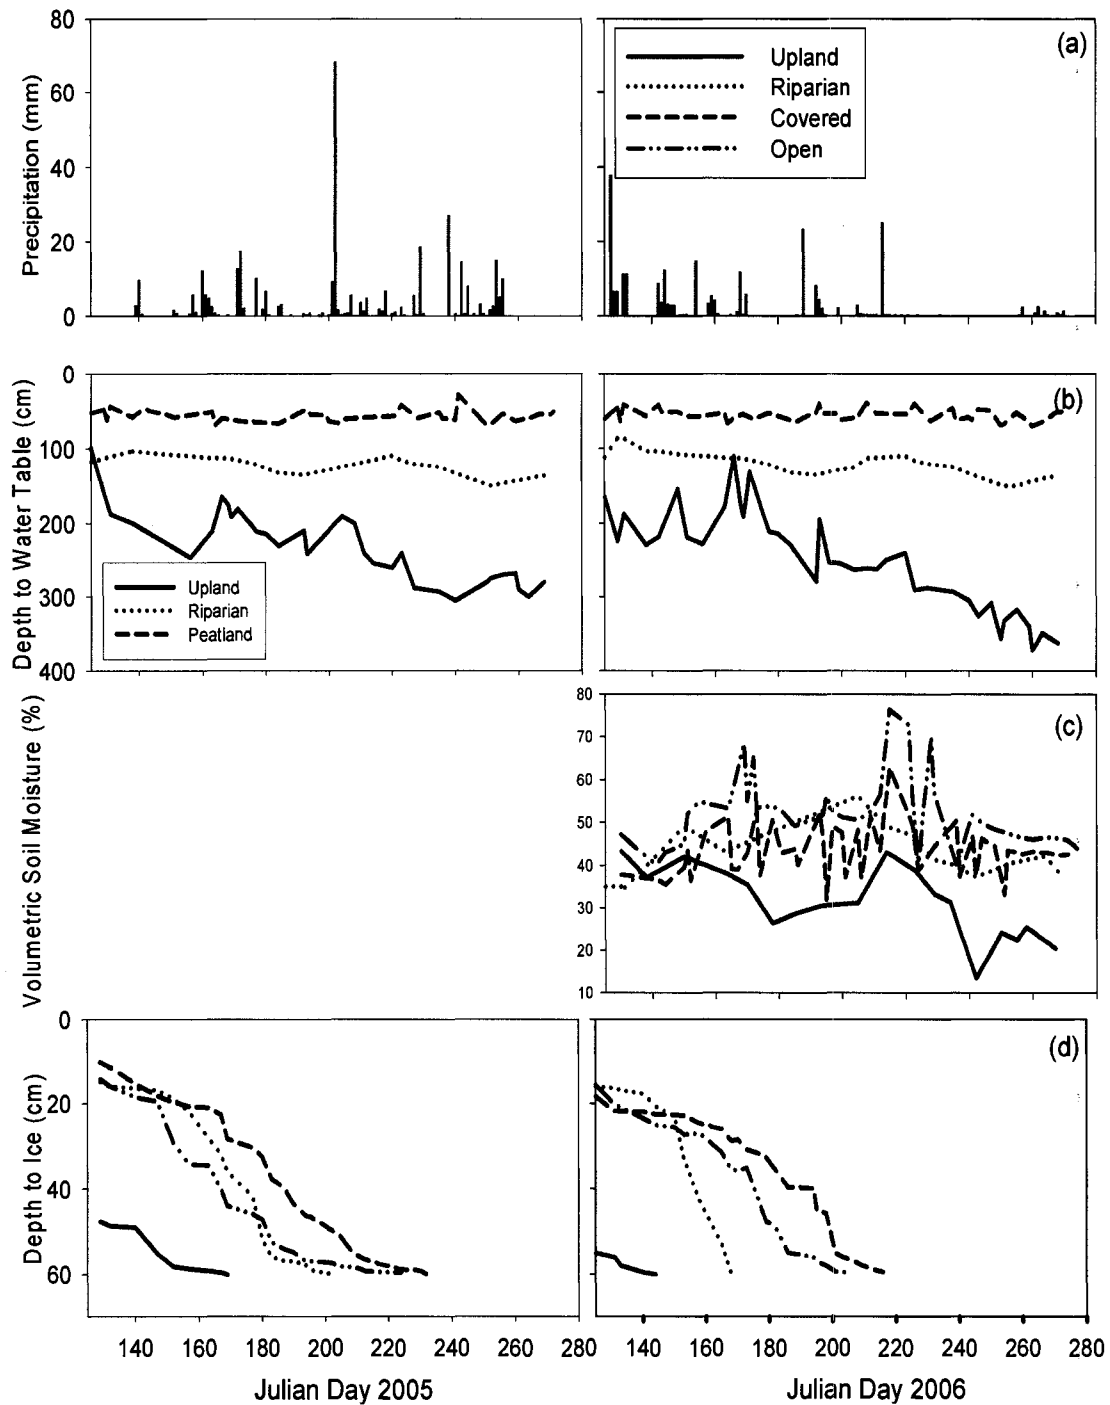 80
60
40
20
0
Precipitation (mm)
(a)
Upland
Riparian
Covered
Open
0
100
200
300
400
Depth to Water Table (cm)
Upland
Riparian
Peatland
(b)
Volumetric Soil Moisture (%)
80
70
60
50
40
30
20
10
(c)
0
20
40
60
Depth to Ice (cm)
(d)
140 160 180 200 220 240 260 280
140 160 180 200 220 240 260 280
Julian Day 2005
Julian Day 2006